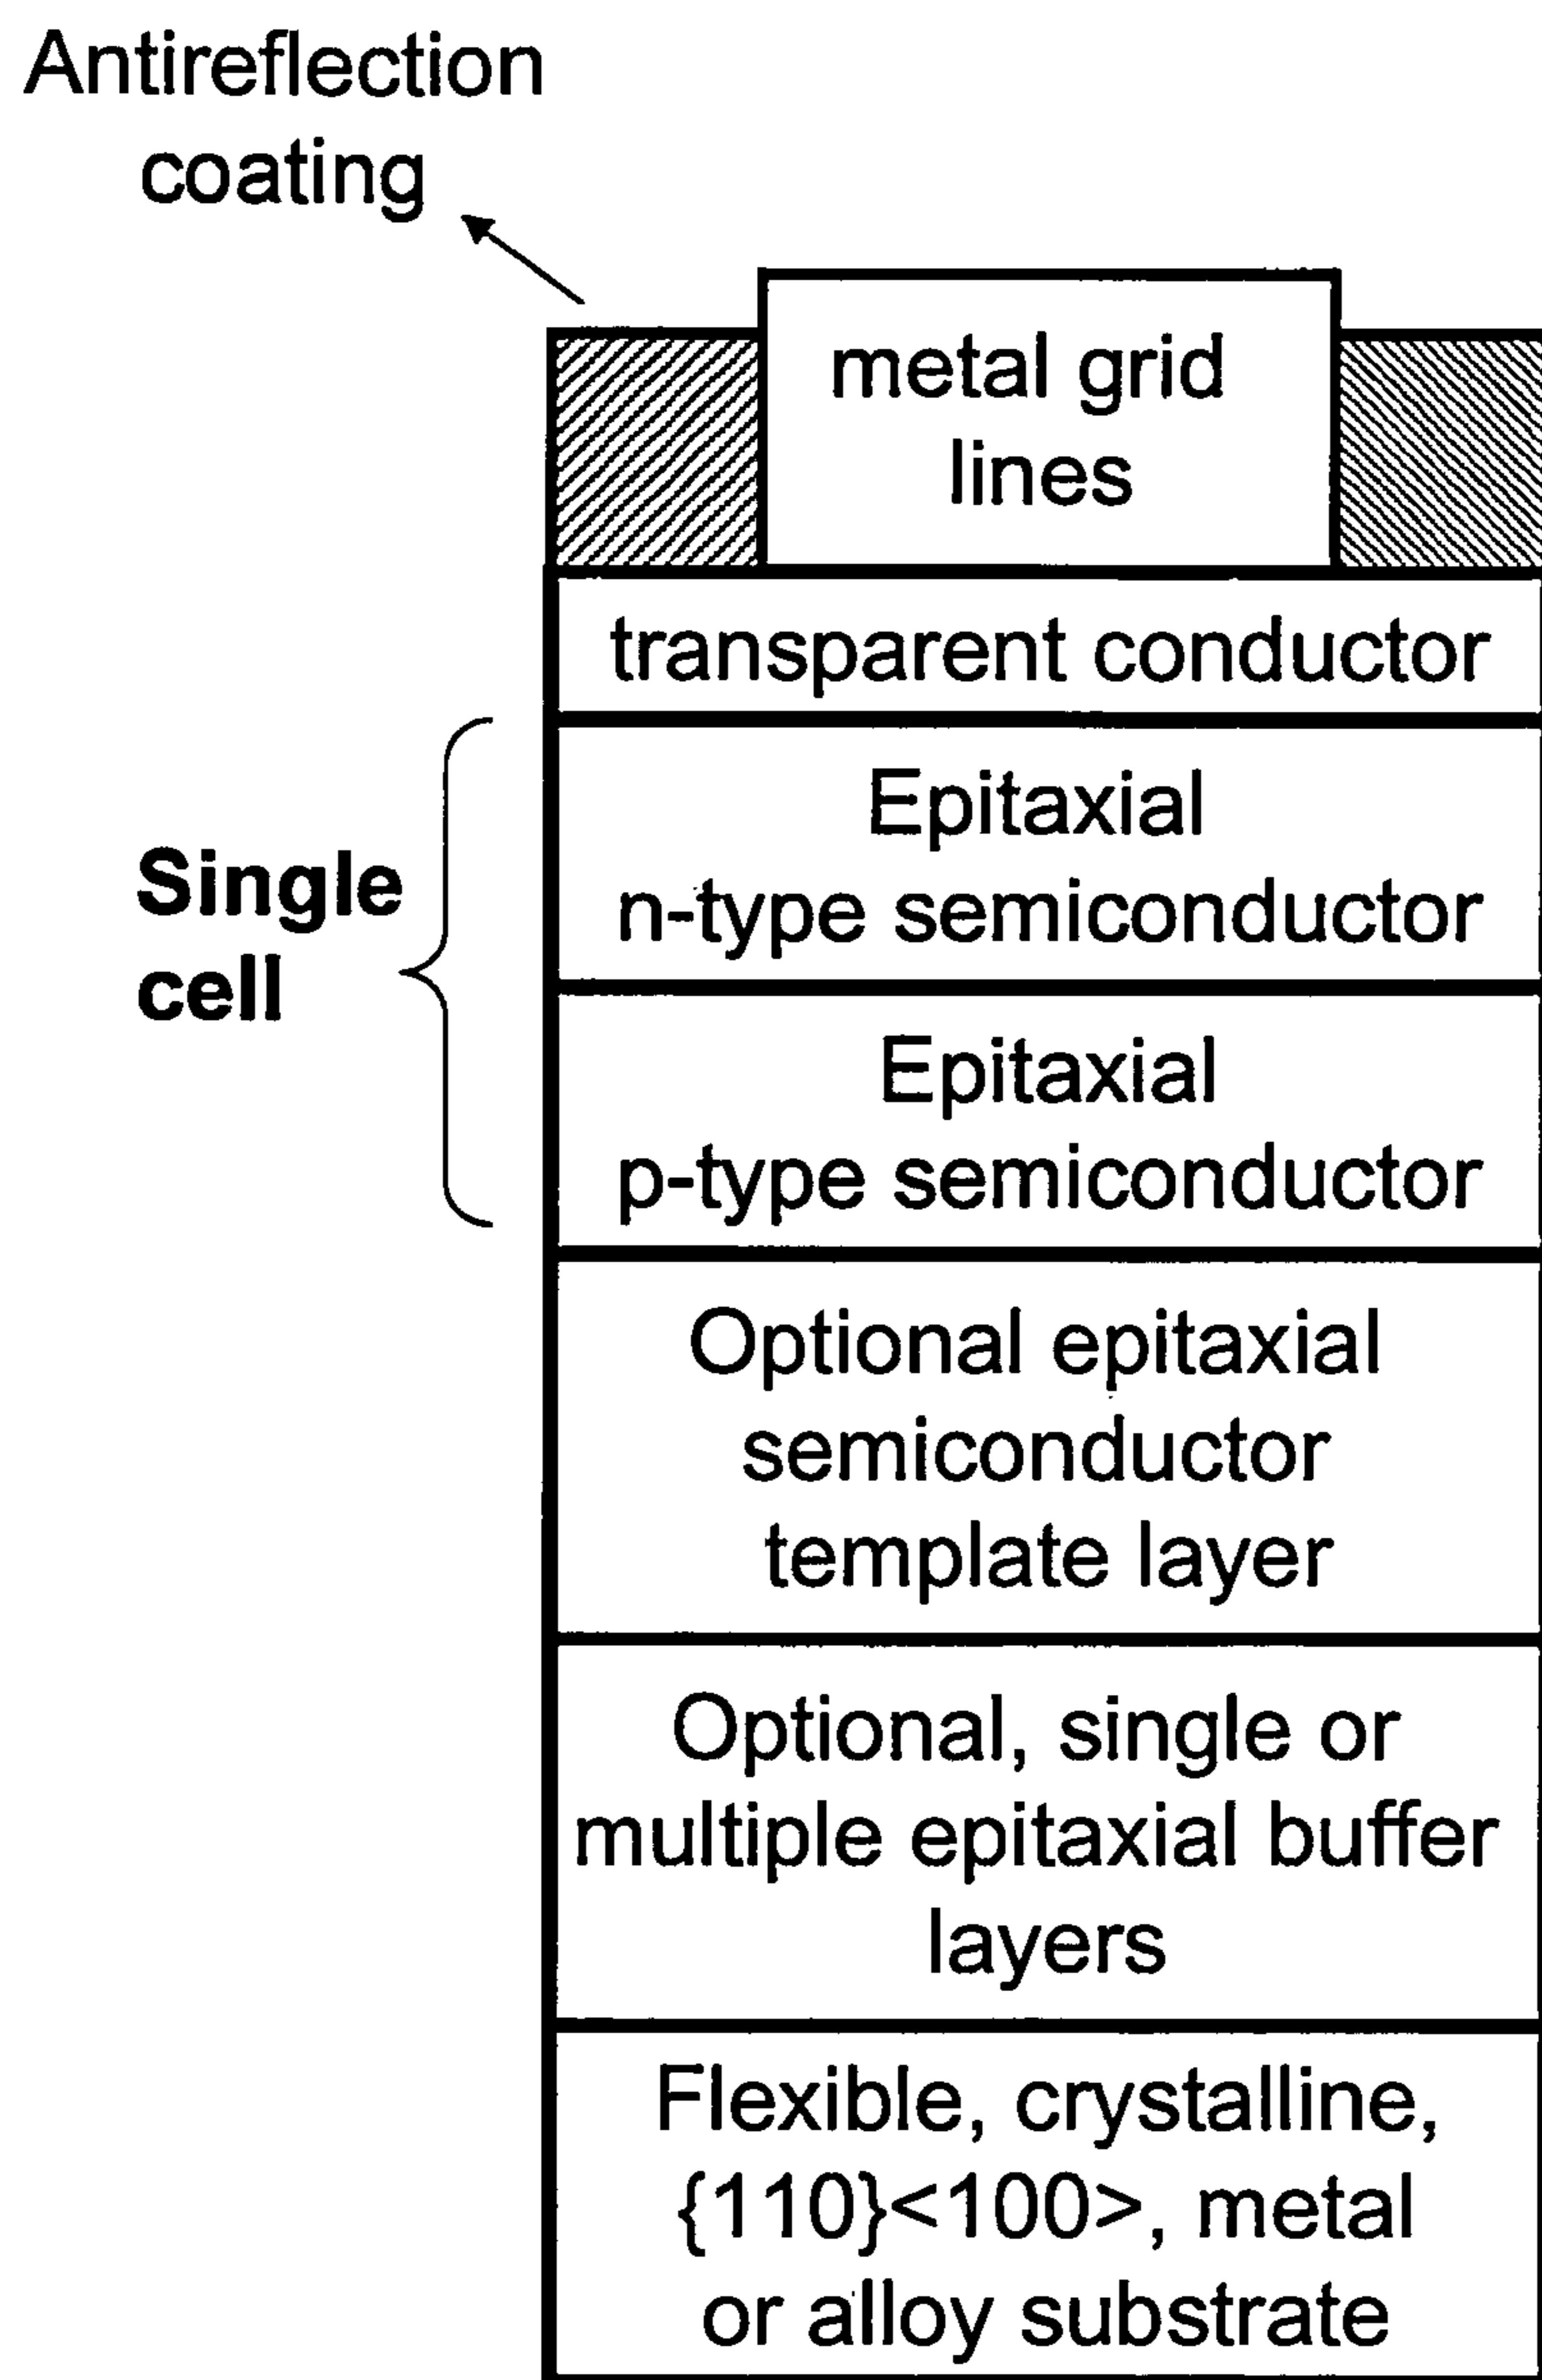 Antireflection
coating
metal grid
lines
transparent conductor
Single
cell
Epitaxial
n-type semiconductor
Epitaxial
p-type semiconductor
Optional epitaxial
semiconductor
template layer
Optional, single or
multiple epitaxial buffer
layers
Flexible, crystalline,
{110}<100>, metal
or alloy substrate